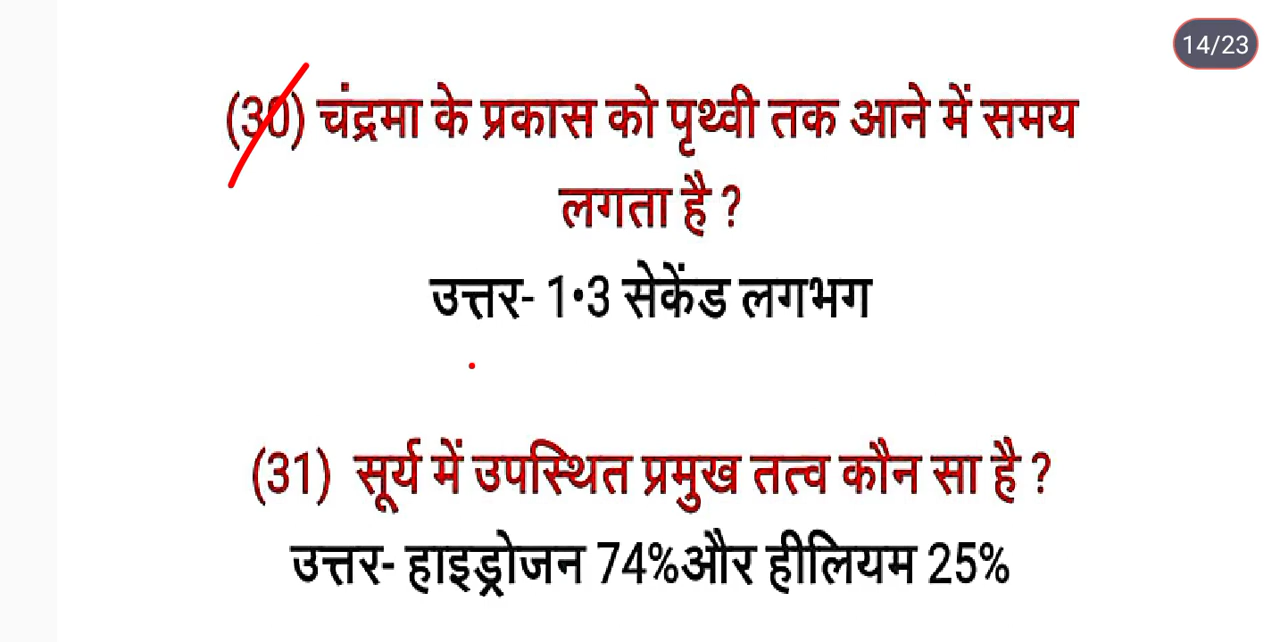 14/23
(30) चंद्रमा के प्रकास को पृथ्वी तक आने में समय
लगता है ?
उत्तर- 1•3 सेकेंड लगभग
(31) सूर्य में उपस्थित प्रमुख तत्व कौन सा है ?
उत्तर- हाइड्रोजन 74%और हीलियम 25%